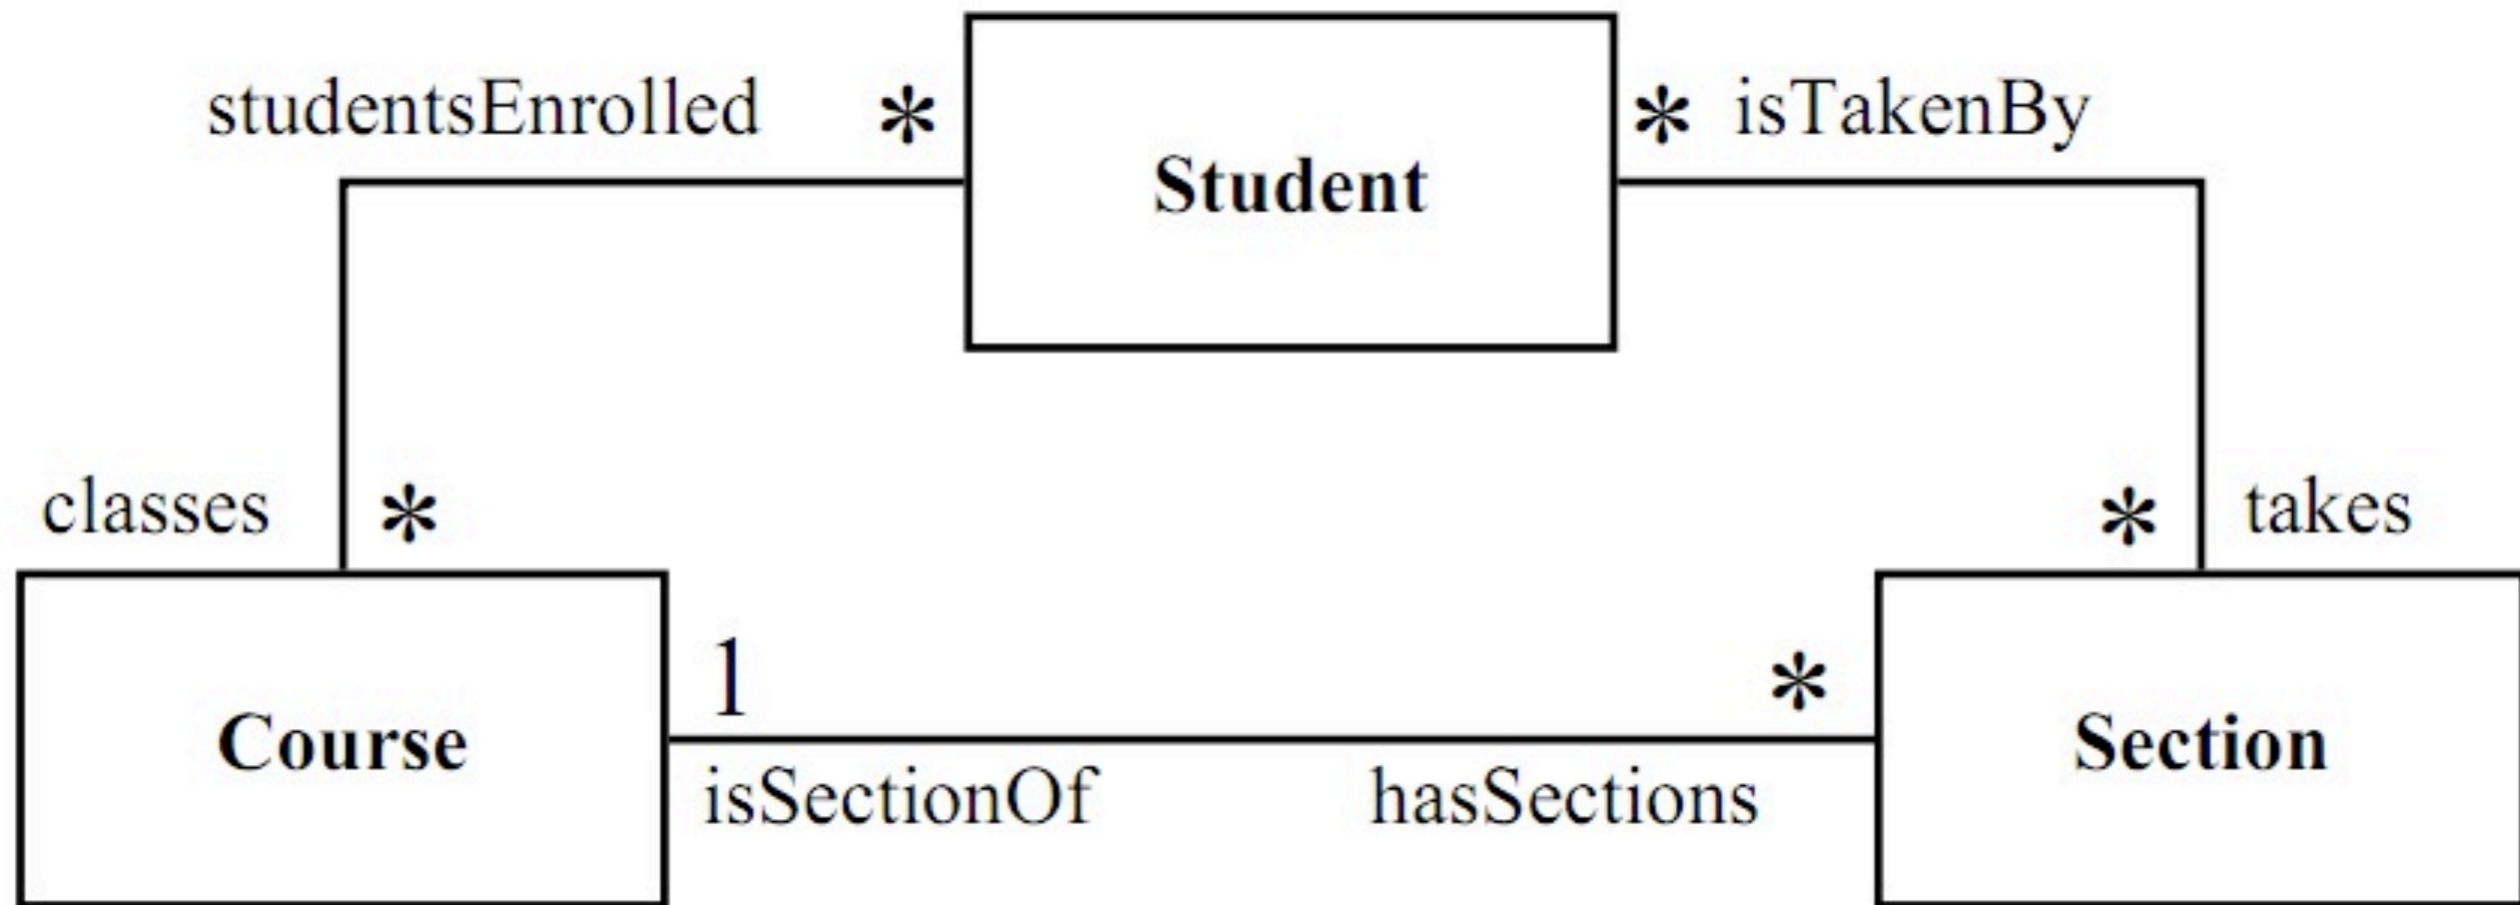 studentsEnrolled * Student * isTakenBy
classes * * takes
Course 1 * Section
isSectionOf hasSections